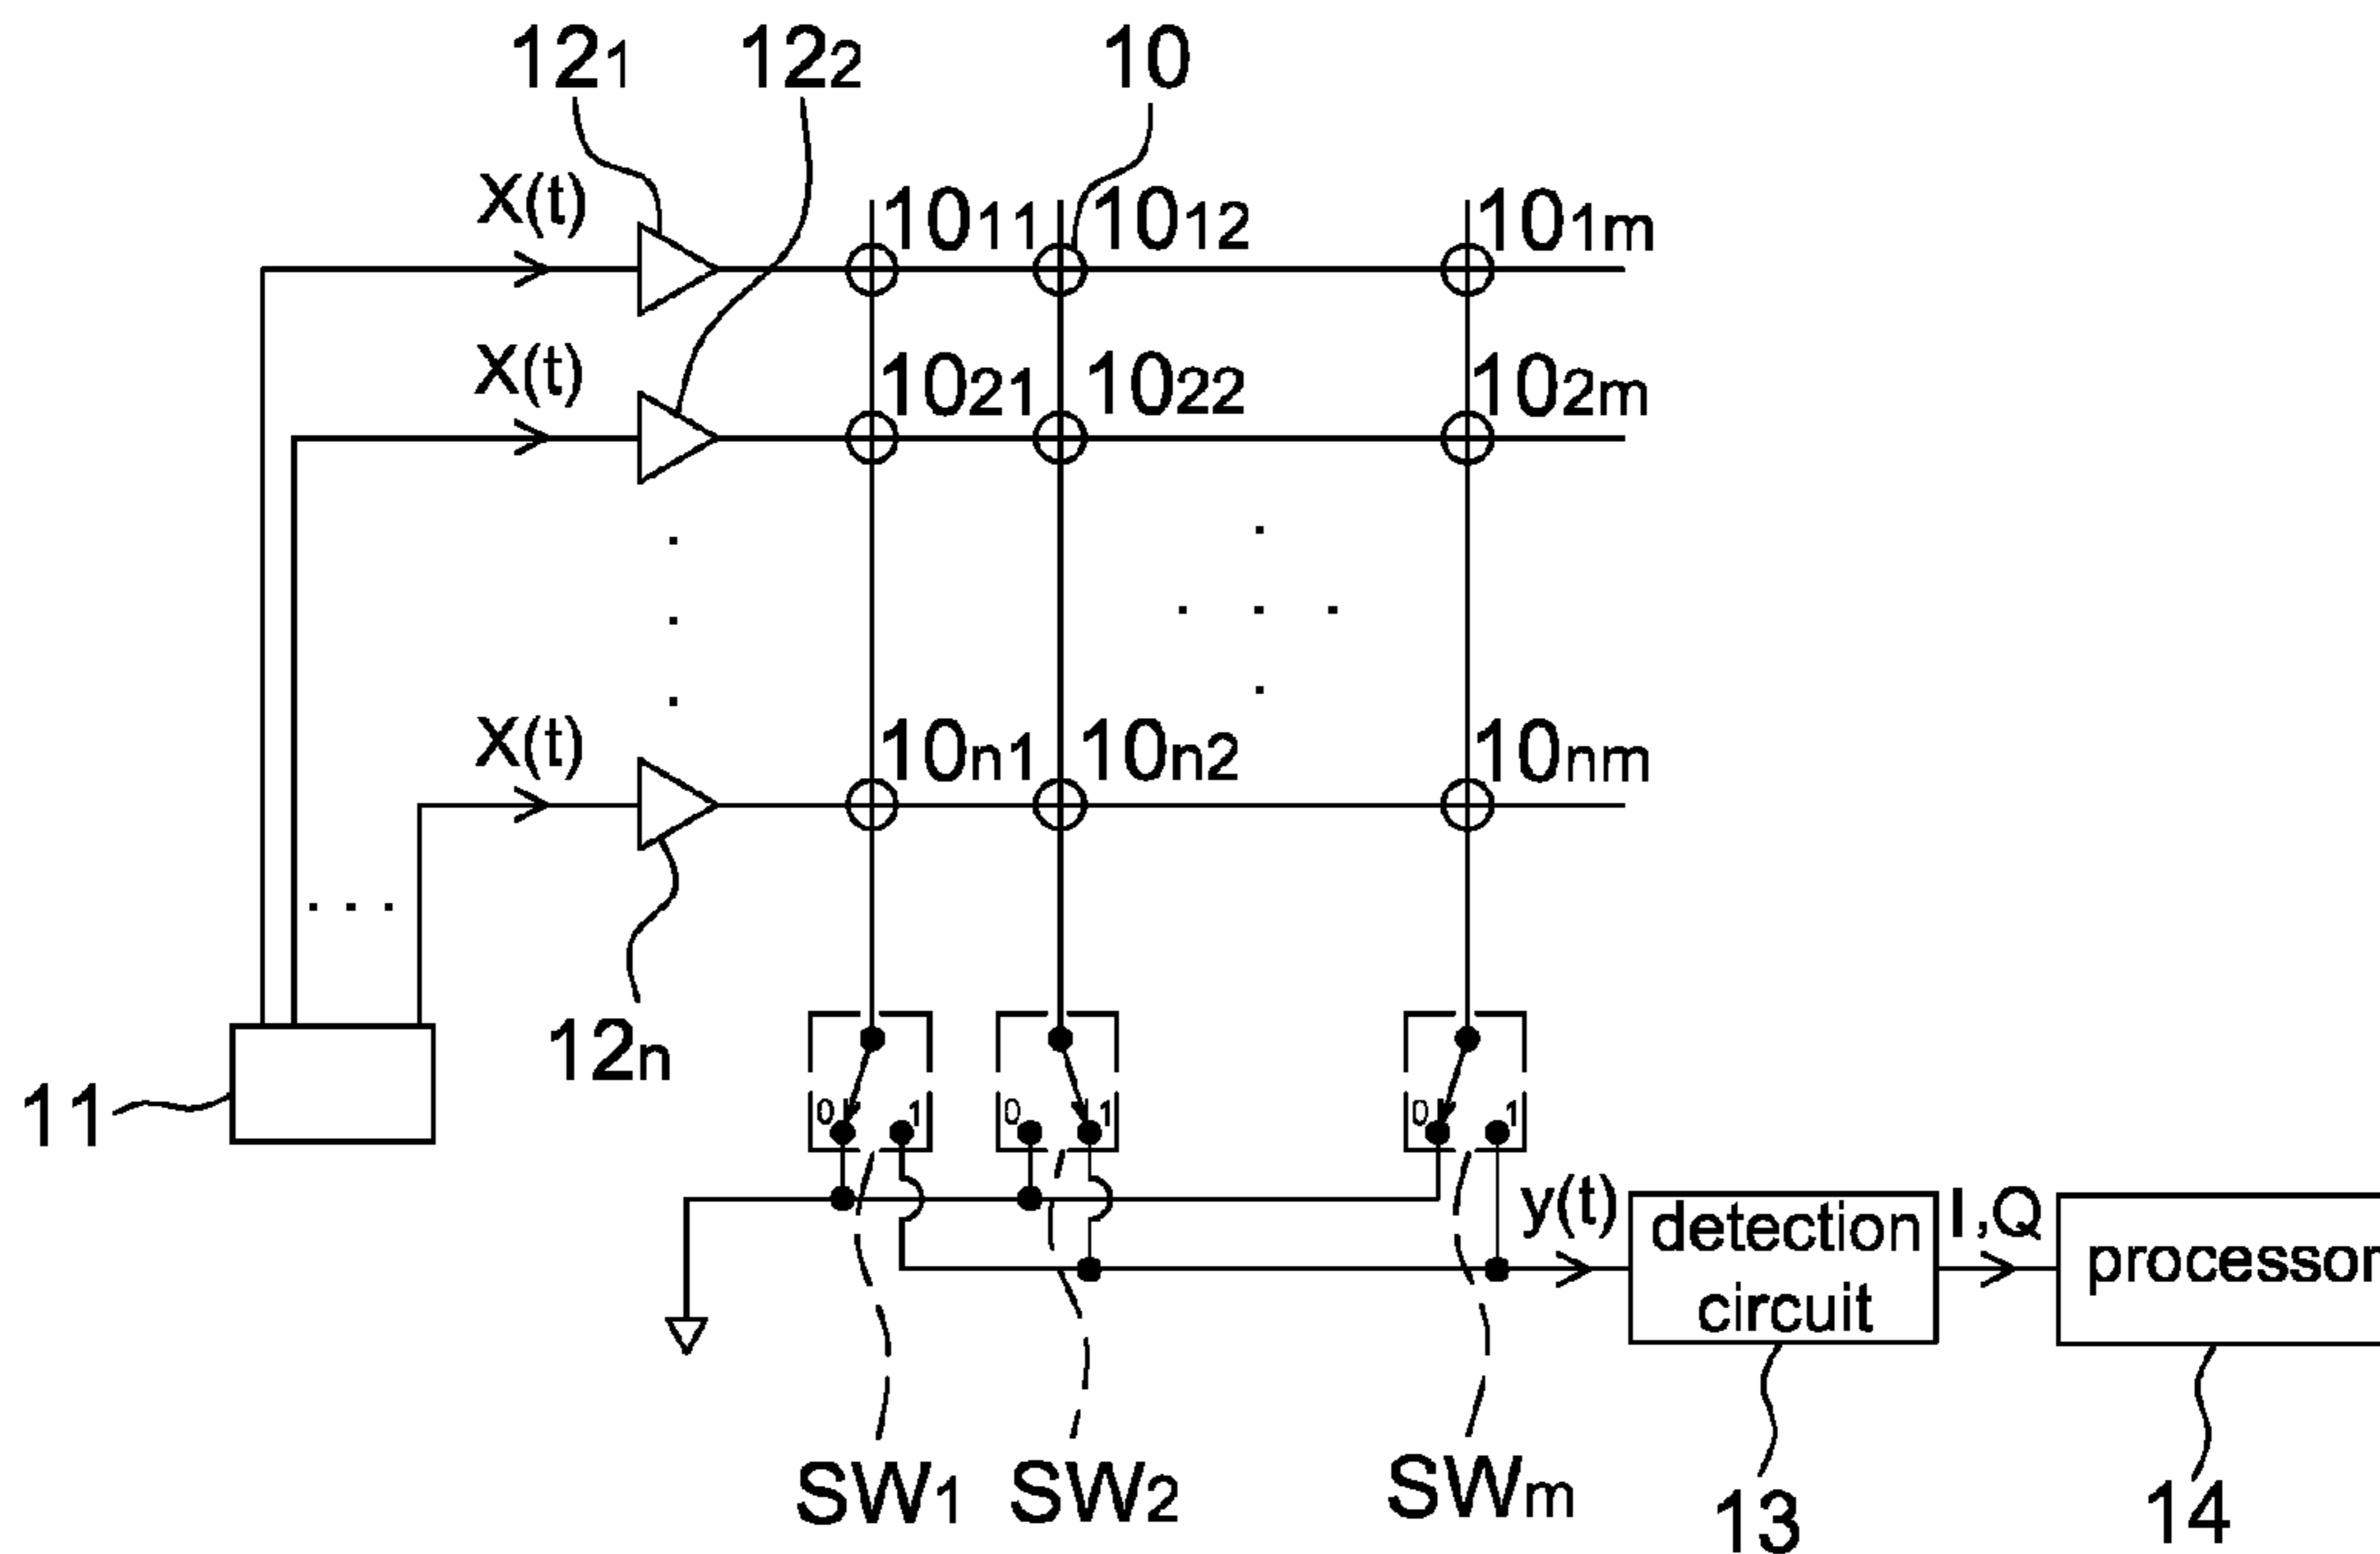 12₁ 12₂ 10
X(t) 10₁₁ 10₁₂ 10₁ₘ
X(t) 10₂₁ 10₂₂ 10₂ₘ
X(t) 10ₙ₁ 10ₙ₂ 10ₙₘ
12ₙ
11
0 1 0 1 0 1
y(t) detection circuit I,Q processor
SW₁ SW₂ SWₘ 13 14